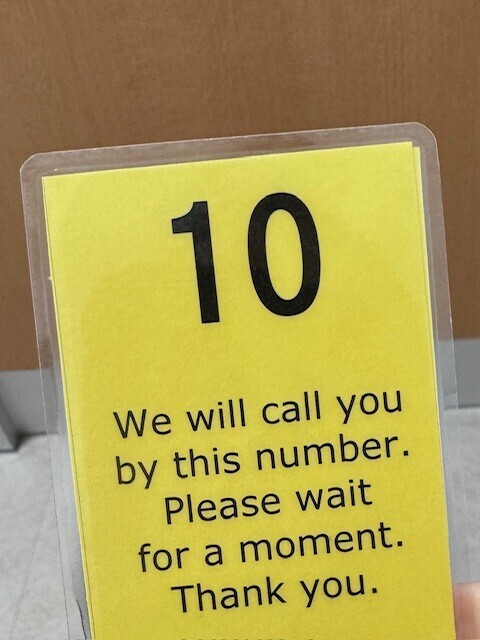 10
We will call you
by this number.
Please wait
for a moment.
Thank you.